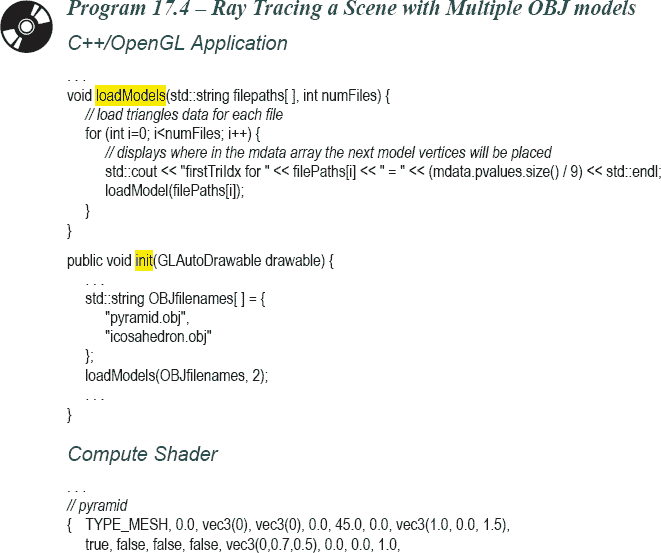 Program 17.4 – Ray Tracing a Scene with Multiple OBJ models
C++/OpenGL Application
. . .
void loadModels(std::string filepaths[ ], int numFiles) {
// load triangles data for each file
for (int i=0; i<numFiles; i++) {
// displays where in the mdata array the next model vertices will be placed
std::cout << "firstTriIdx for " << filePaths[i] << " = " << (mdata.pvalues.size() / 9) << std::endl;
loadModel(filePaths[i]);
}
}
public void init(GLAutoDrawable drawable) {
. . .
std::string OBJfilenames[ ] = {
"pyramid.obj",
"icosahedron.obj"
};
loadModels(OBJfilenames, 2);
. . .
}
Compute Shader
. . .
// pyramid
{ TYPE_MESH, 0.0, vec3(0), vec3(0), 0.0, 45.0, 0.0, vec3(1.0, 0.0, 1.5),
true, false, false, false, vec3(0,0.7,0.5), 0.0, 0.0, 1.0,